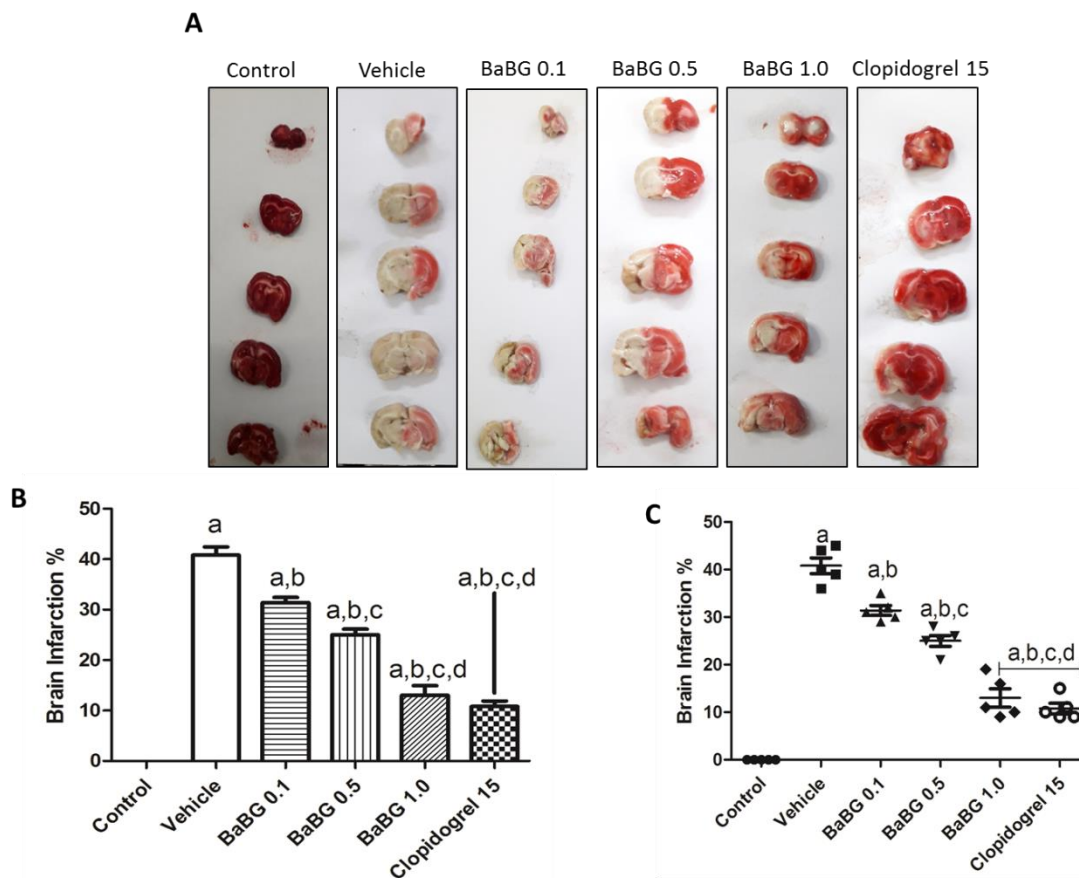 A
Control Vehicle BaBG 0.1 BaBG 0.5 BaBG 1.0 Clopidogrel 15
B
Brain Infarction %
50
40
30
20
10
0
a
a,b
a,b,c
a,b,c,d
a,b,c,d
Control
Vehicle
BaBG 0.1
BaBG 0.5
BaBG 1.0
Clopidogrel 15
C
Brain Infarction %
50
40
30
20
10
0
a
a,b
a,b,c
a,b,c,d
Control
Vehicle
BaBG 0.1
BaBG 0.5
BaBG 1.0
Clopidogrel 15